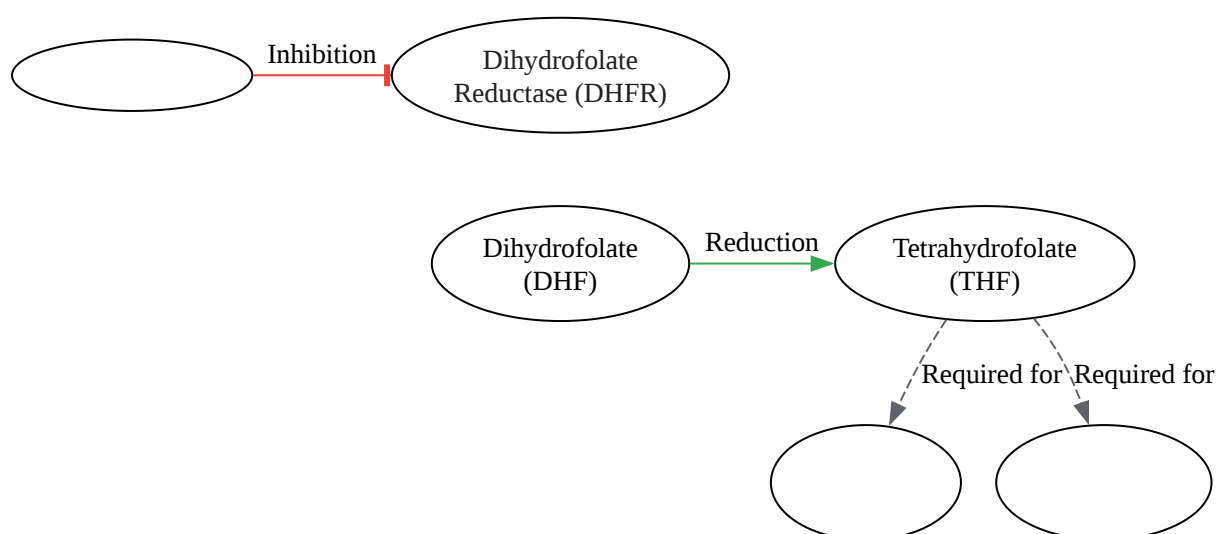 Inhibition
Dihydrofolate
Reductase (DHFR)
Dihydrofolate
(DHF)
Reduction
Tetrahydrofolate
(THF)
Required for
Required for